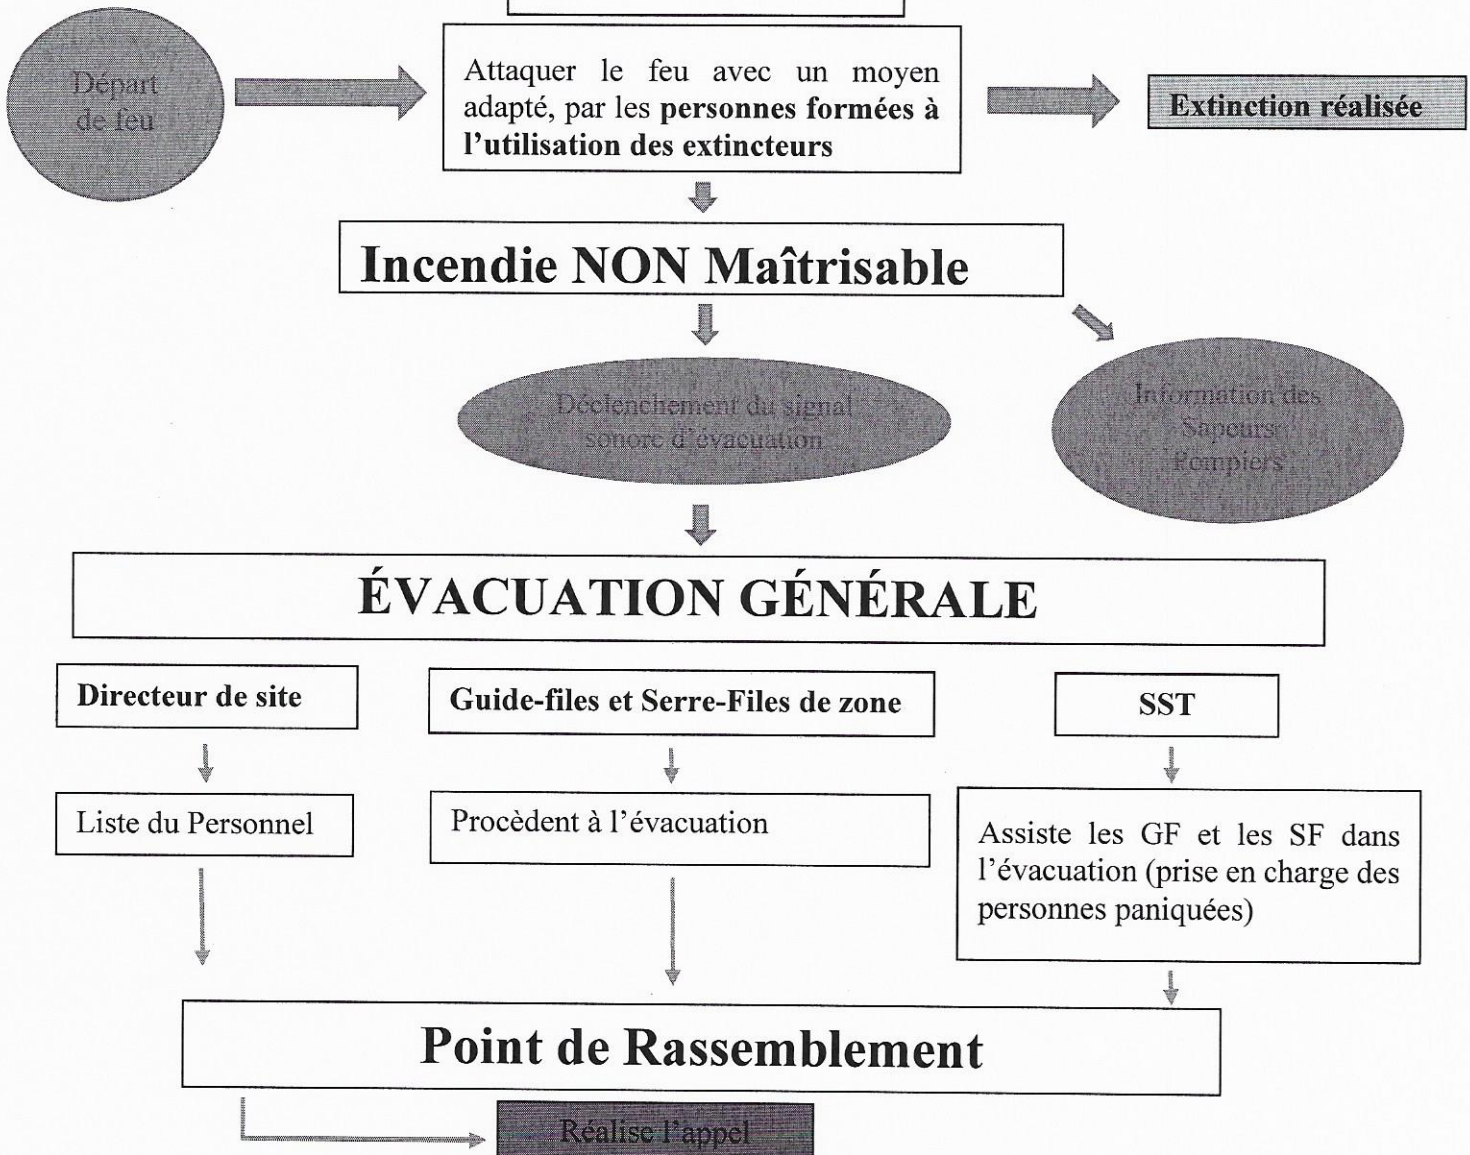 Départ
de feu
Attaquer le feu avec un moyen
adapté, par les personnes formées à
l'utilisation des extincteurs
Extinction réalisée
Incendie NON Maîtrisable
Déclenchement du signal
sonore d'évacuation
Information des
Sapeurs
Pompiers
ÉVACUATION GÉNÉRALE
Directeur de site
Guide-files et Serre-Files de zone
SST
Liste du Personnel
Procèdent à l'évacuation
Assiste les GF et les SF dans
l'évacuation (prise en charge des
personnes paniquées)
Point de Rassemblement
Réalise l'appel